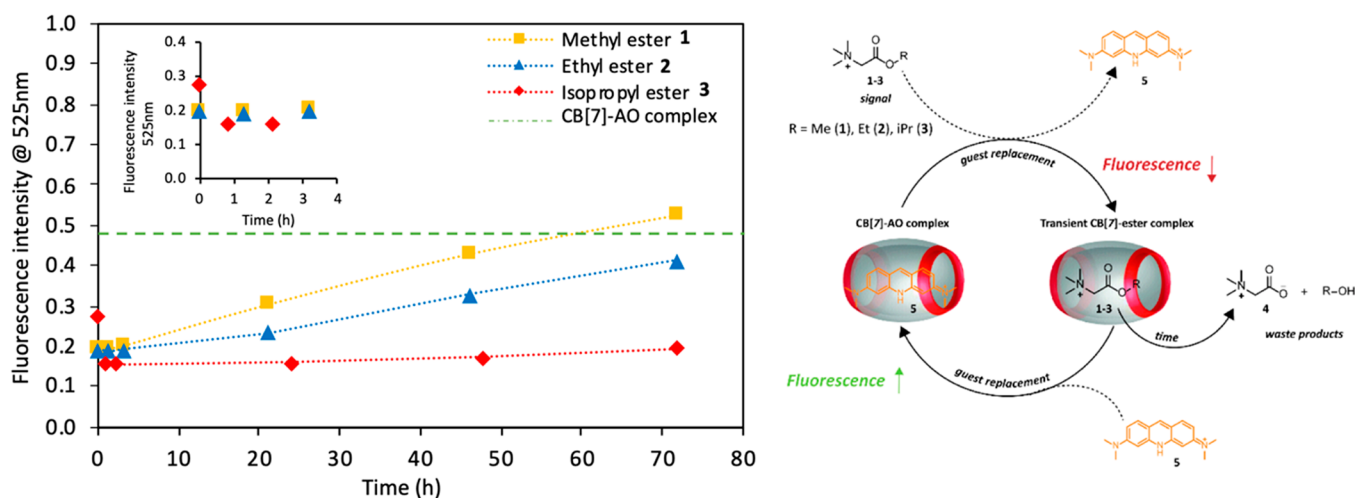 Fluorescence intensity @ 525nm
1.0
0.9
0.8
0.7
0.6
0.5
0.4
0.3
0.2
0.1
0.0
0
10
20
30
40
50
60
70
80
Time (h)
Fluorescence intensity
525nm
0.4
0.3
0.2
0.1
0.0
0
1
2
3
4
Time (h)
Methyl ester 1
Ethyl ester 2
Isopropyl ester 3
CB[7]-AO complex
N
+
O
O
R
1-3
signal
R = Me (1), Et (2), iPr (3)
N
N
H
N
+
5
guest replacement
Fluorescence ↓
CB[7]-AO complex
Transient CB[7]-ester complex
N
N
H
N
+
5
N
+
O
O
R
1-3
time
N
+
O
O
-
4
+ R-OH
waste products
Fluorescence ↑
guest replacement
N
N
H
N
+
5